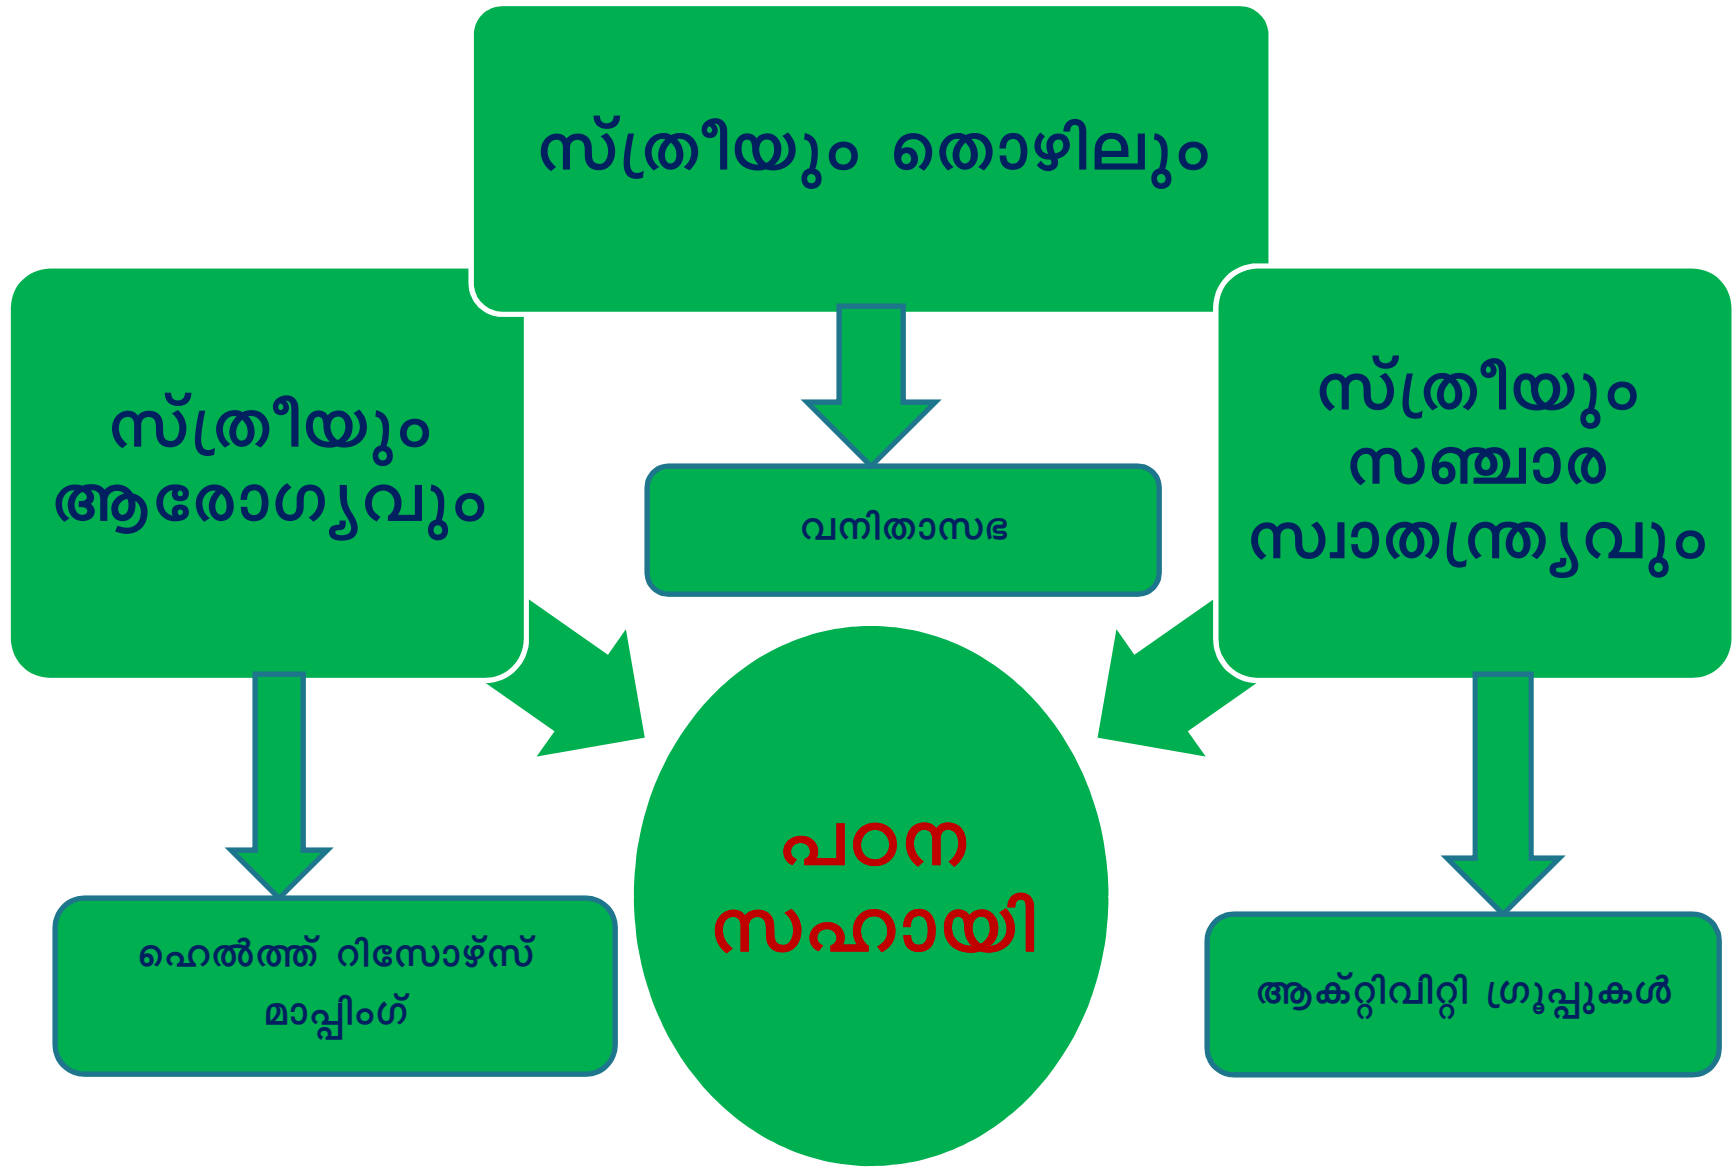 സ്ത്രീയും തൊഴിലും
സ്ത്രീയും
ആരോഗ്യവും
സ്ത്രീയും
സഞ്ചാര
സ്വാതന്ത്ര്യവും
വനിതാസഭ
പഠന
സഹായി
ഹെൽത്ത് റിസോഴ്സ്
മാപ്പിംഗ്
ആക്റ്റിവിറ്റി ഗ്രൂപ്പുകൾ